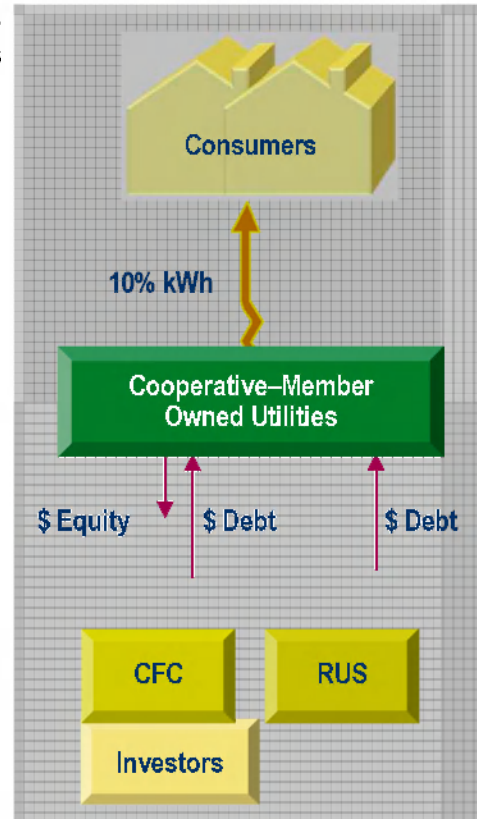 Consumers
10% kWh
Cooperative–Member
Owned Utilities
$ Equity
$ Debt
$ Debt
CFC
RUS
Investors